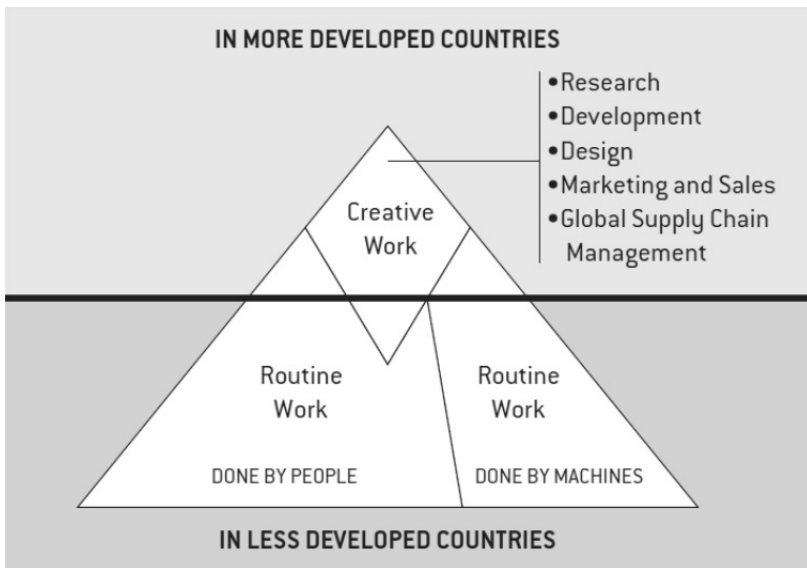 IN MORE DEVELOPED COUNTRIES
•Research
•Development
•Design
•Marketing and Sales
•Global Supply Chain
Management
Creative
Work
Routine
Work
DONE BY PEOPLE
Routine
Work
DONE BY MACHINES
IN LESS DEVELOPED COUNTRIES